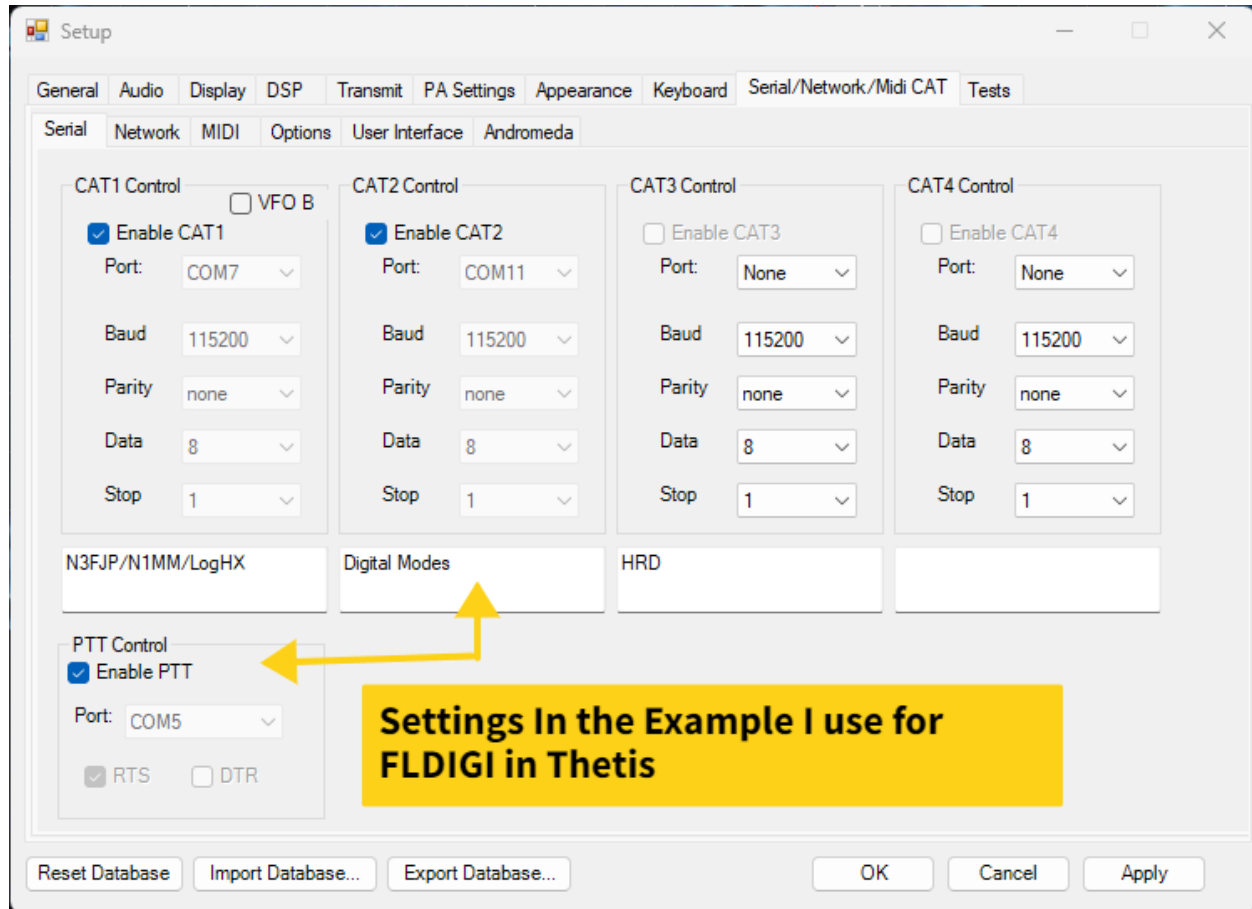 Setup
General Audio Display DSP Transmit PA Settings Appearance Keyboard Serial/Network/Midi CAT Tests
Serial Network MIDI Options User Interface Andromeda
CAT1 Control
VFO B
Enable CAT1
Port: COM7
Baud 115200
Parity none
Data 8
Stop 1
N3FJP/N1MM/LogHX
CAT2 Control
Enable CAT2
Port: COM11
Baud 115200
Parity none
Data 8
Stop 1
Digital Modes
CAT3 Control
Enable CAT3
Port: None
Baud 115200
Parity none
Data 8
Stop 1
HRD
CAT4 Control
Enable CAT4
Port: None
Baud 115200
Parity none
Data 8
Stop 1
PTT Control
Enable PTT
Port: COM5
RTS DTR
Settings In the Example I use for
FLDIGI in Thetis
Reset Database Import Database... Export Database... OK Cancel Apply